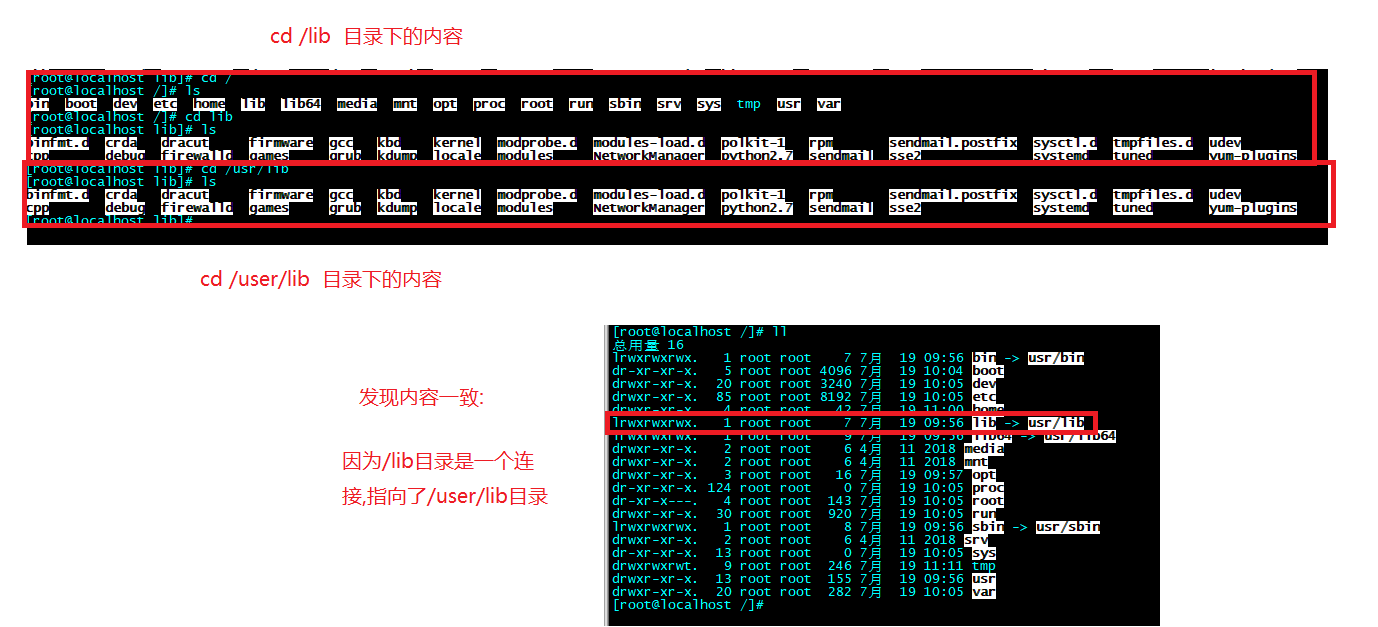 cd /lib 目录下的内容
[root@localhost lib]# cd /
[root@localhost /]# ls
bin boot dev etc home lib lib64 media mnt opt proc root run sbin srv sys tmp usr var
[root@localhost /]# cd lib
[root@localhost lib]# ls
binfmt.d crda dracut firmware gcc kbd kernel modprobe.d modules-load.d polkit-1 rpm sendmail.postfix sysctl.d tmpfiles.d udev
cpp debug firewalld games grub kdump locale modules NetworkManager python2.7 sendmail sse2 systemd tuned yum-plugins
[root@localhost lib]# cd /usr/lib
[root@localhost lib]# ls
binfmt.d crda dracut firmware gcc kbd kernel modprobe.d modules-load.d polkit-1 rpm sendmail.postfix sysctl.d tmpfiles.d udev
cpp debug firewalld games grub kdump locale modules NetworkManager python2.7 sendmail sse2 systemd tuned yum-plugins
[root@localhost lib]#
cd /user/lib 目录下的内容
发现内容一致:
因为/lib目录是一个连
接,指向了/user/lib目录
[root@localhost /]# ll
总用量 16
lrwxrwxrwx. 1 root root 7 7月 19 09:56 bin -> usr/bin
dr-xr-xr-x. 5 root root 4096 7月 19 10:04 boot
drwxr-xr-x. 20 root root 3240 7月 19 10:05 dev
drwxr-xr-x. 85 root root 8192 7月 19 10:05 etc
drwxr-xr-x. 4 root root 42 7月 19 11:00 home
lrwxrwxrwx. 1 root root 7 7月 19 09:56 lib -> usr/lib
lrwxrwxrwx. 1 root root 9 7月 19 09:56 lib64 -> usr/lib64
drwxr-xr-x. 2 root root 6 4月 11 2018 media
drwxr-xr-x. 2 root root 6 4月 11 2018 mnt
drwxr-xr-x. 3 root root 16 7月 19 09:57 opt
dr-xr-xr-x. 124 root root 0 7月 19 10:05 proc
dr-xr-x---. 4 root root 143 7月 19 10:05 root
drwxr-xr-x. 30 root root 920 7月 19 10:05 run
lrwxrwxrwx. 1 root root 8 7月 19 09:56 sbin -> usr/sbin
drwxr-xr-x. 2 root root 6 4月 11 2018 srv
dr-xr-xr-x. 13 root root 0 7月 19 10:05 sys
drwxrwxrwt. 9 root root 246 7月 19 11:11 tmp
drwxr-xr-x. 13 root root 155 7月 19 09:56 usr
drwxr-xr-x. 20 root root 282 7月 19 10:05 var
[root@localhost /]#